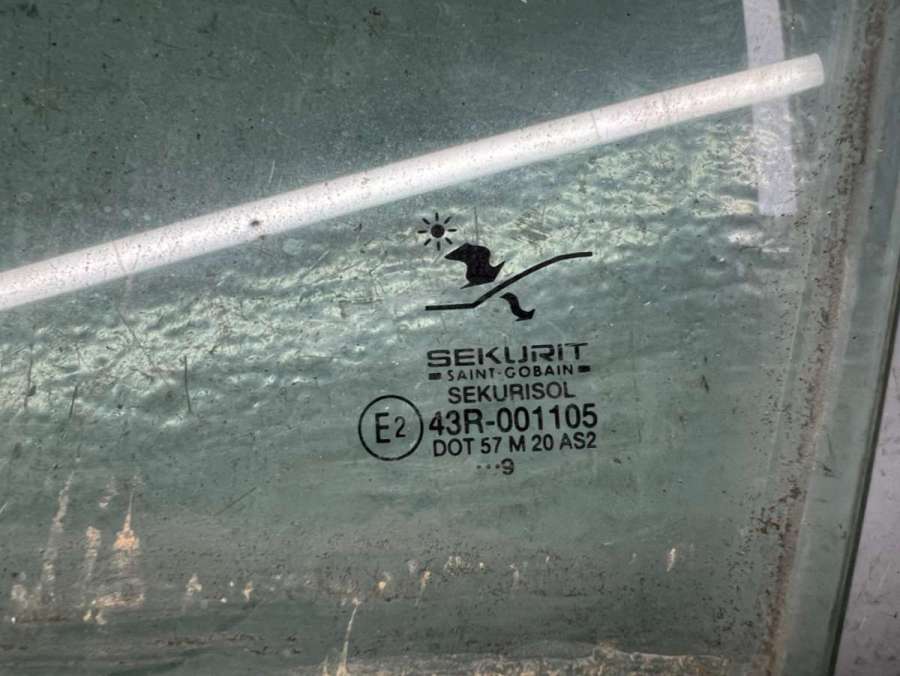 SEKURIT
SAINT-GOBAIN
SEKURISOL
E2 43R-001105
DOT 57 M 20 AS2
...9